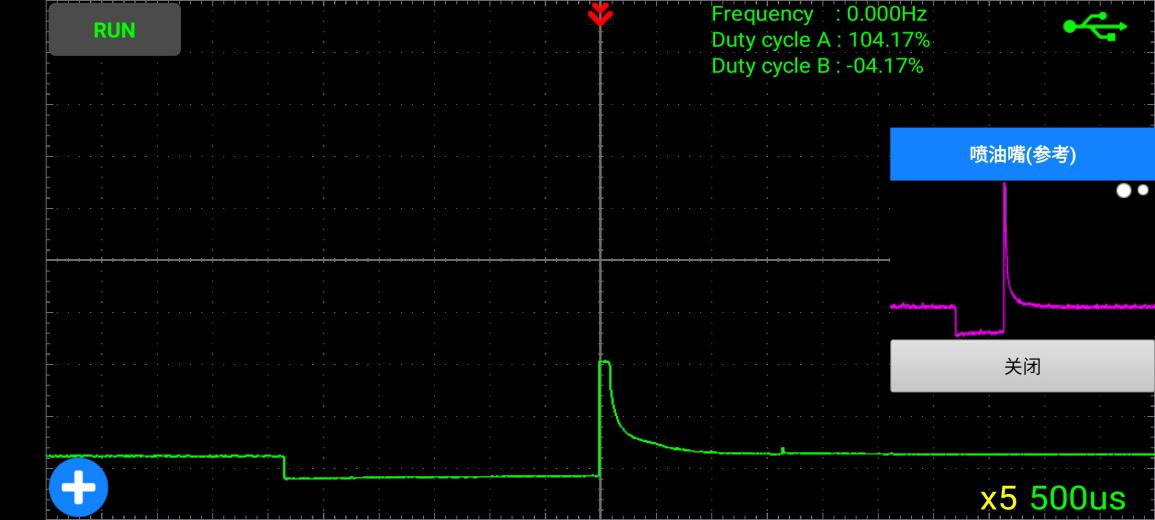 RUN
Frequency : 0.000Hz
Duty cycle A : 104.17%
Duty cycle B : -04.17%
喷油嘴(参考)
关闭
x5 500us